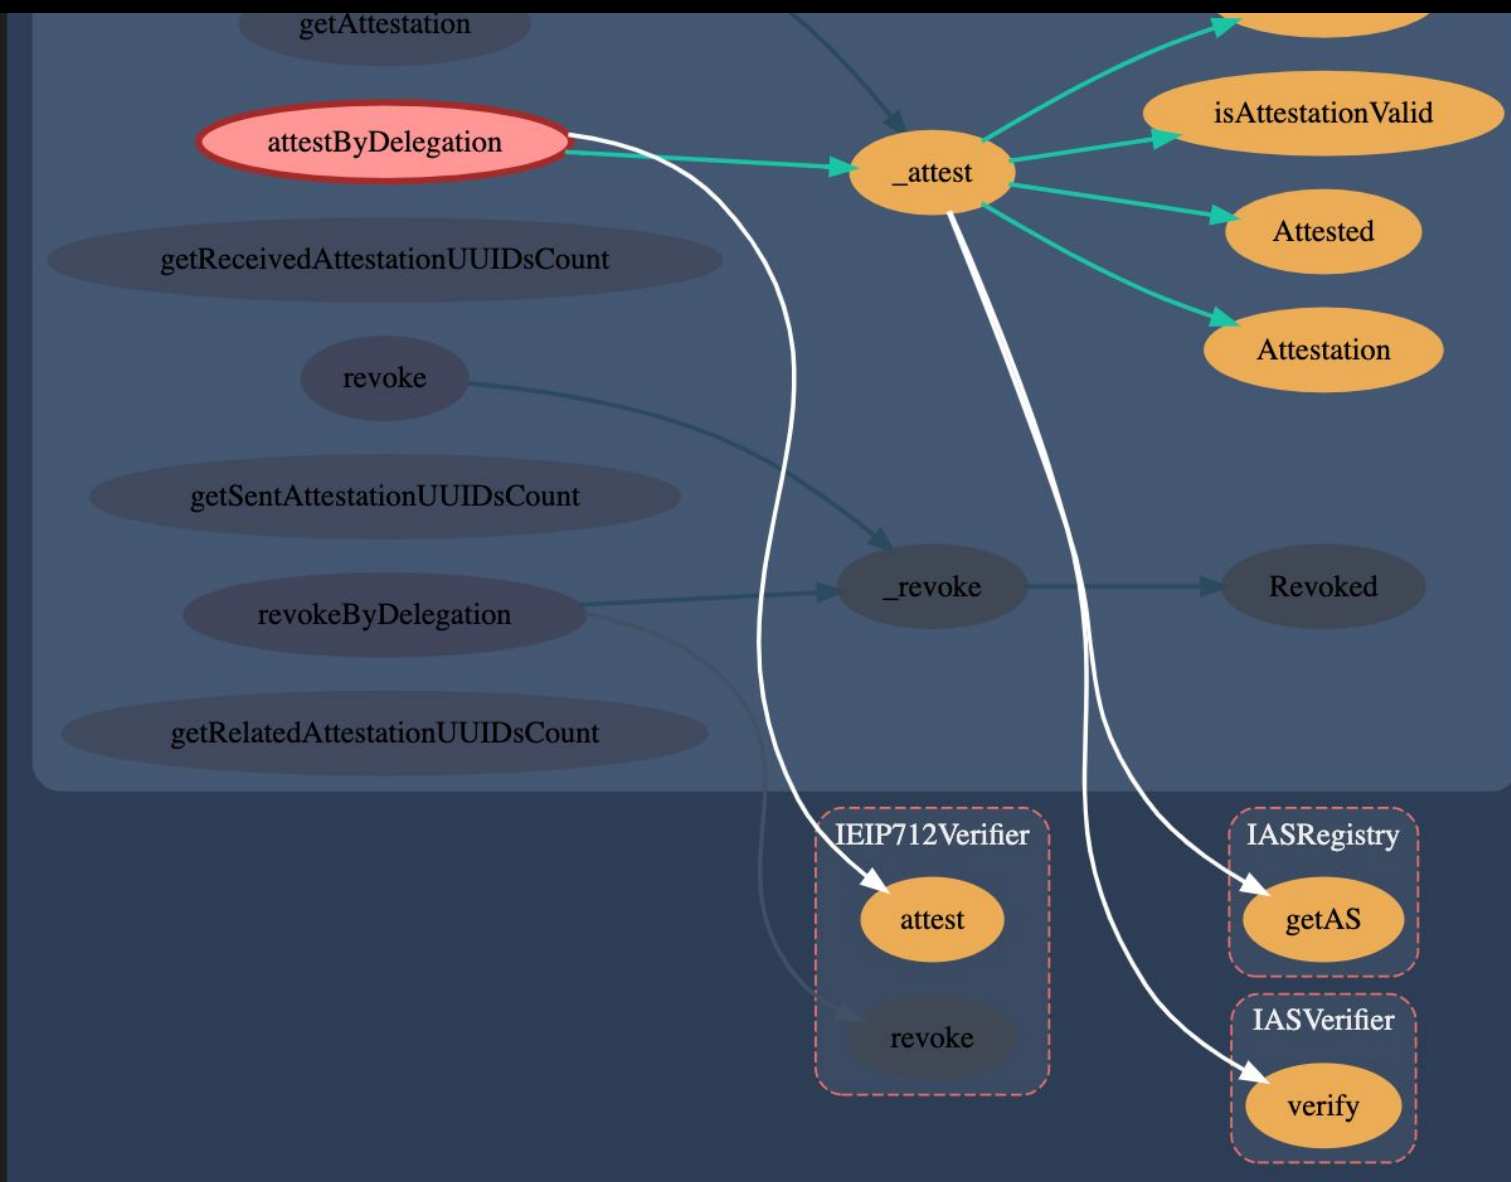 getAttestation
attestByDelegation
_attest
isAttestationValid
Attested
getReceivedAttestationUUIDsCount
Attestation
revoke
getSentAttestationUUIDsCount
revokeByDelegation
_revoke
Revoked
getRelatedAttestationUUIDsCount
IEIP712Verifier
attest
revoke
IASRegistry
getAS
IASVerifier
verify